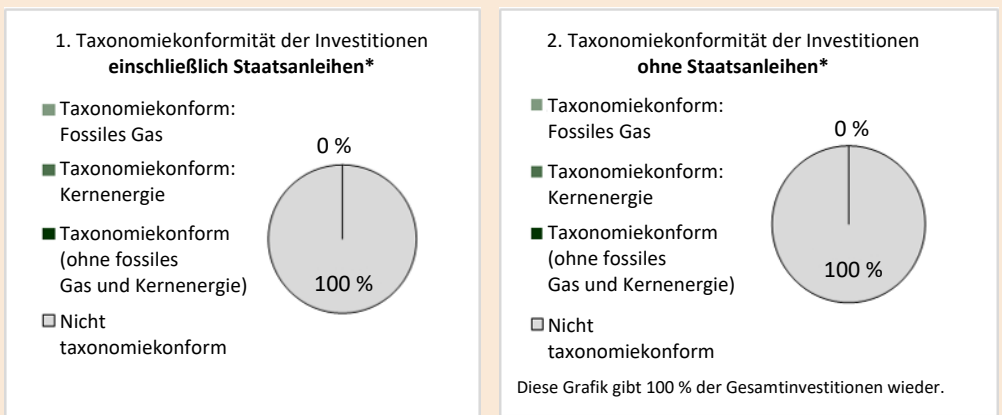 1. Taxonomiekonformität der Investitionen
einschließlich Staatsanleihen*
Taxonomiekonform:
Fossiles Gas
Taxonomiekonform:
Kernenergie
Taxonomiekonform
(ohne fossiles
Gas und Kernenergie)
Nicht
taxonomiekonform
0 %
100 %
2. Taxonomiekonformität der Investitionen
ohne Staatsanleihen*
Taxonomiekonform:
Fossiles Gas
Taxonomiekonform:
Kernenergie
Taxonomiekonform
(ohne fossiles
Gas und Kernenergie)
Nicht
taxonomiekonform
0 %
100 %
Diese Grafik gibt 100 % der Gesamtinvestitionen wieder.